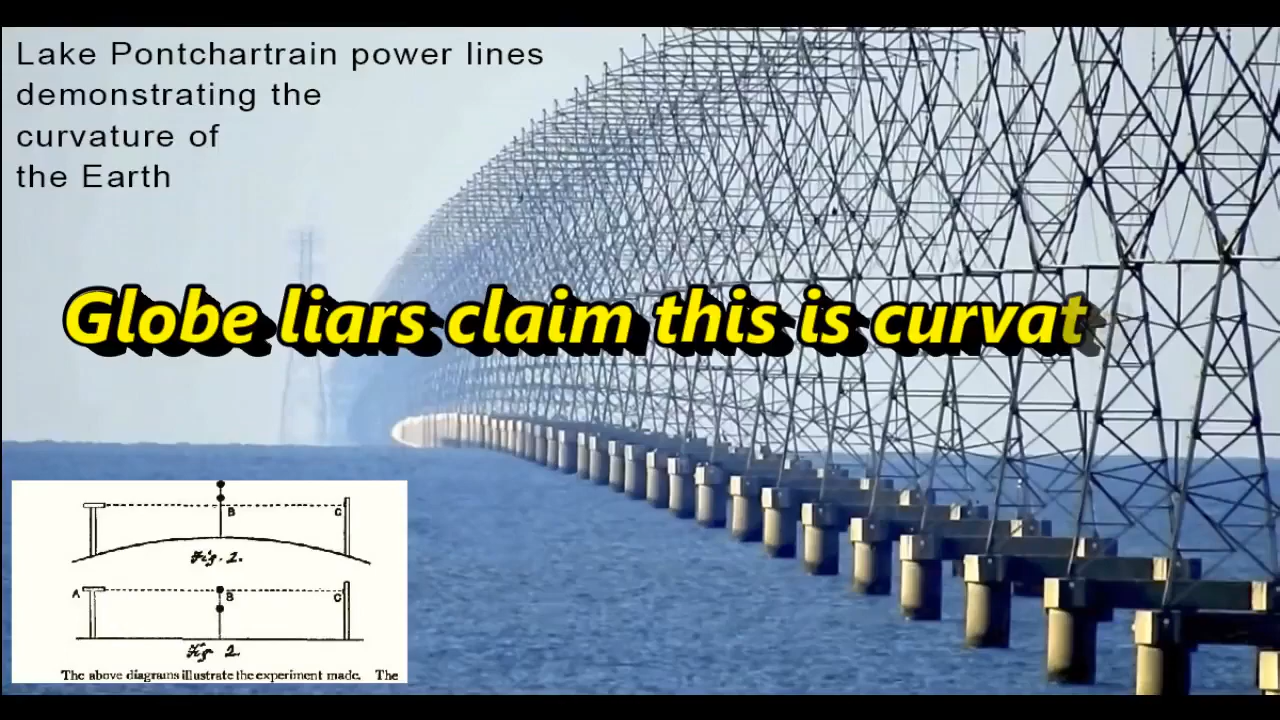 Lake Pontchartrain power lines
demonstrating the
curvature of
the Earth
Globe liars claim this is curvat
B
C
Fig. 2.
A
B
C
Fig 2.
The above diagrams illustrate the experiment made. The